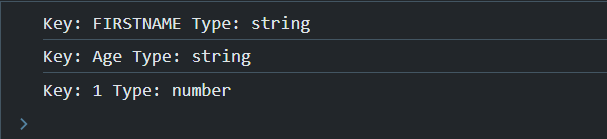 Key: FIRSTNAME Type: string
Key: Age Type: string
Key: 1 Type: number
>